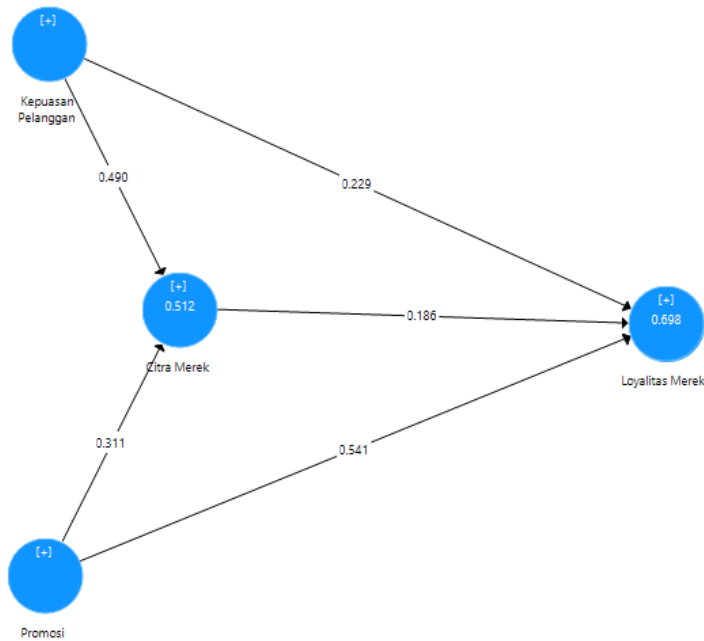 [+]
Kepuasan
Pelanggan
0.490
0.229
[+]
0.512
Citra Merek
0.186
[+]
0.698
Loyalitas Merek
0.311
0.541
[+]
Promosi